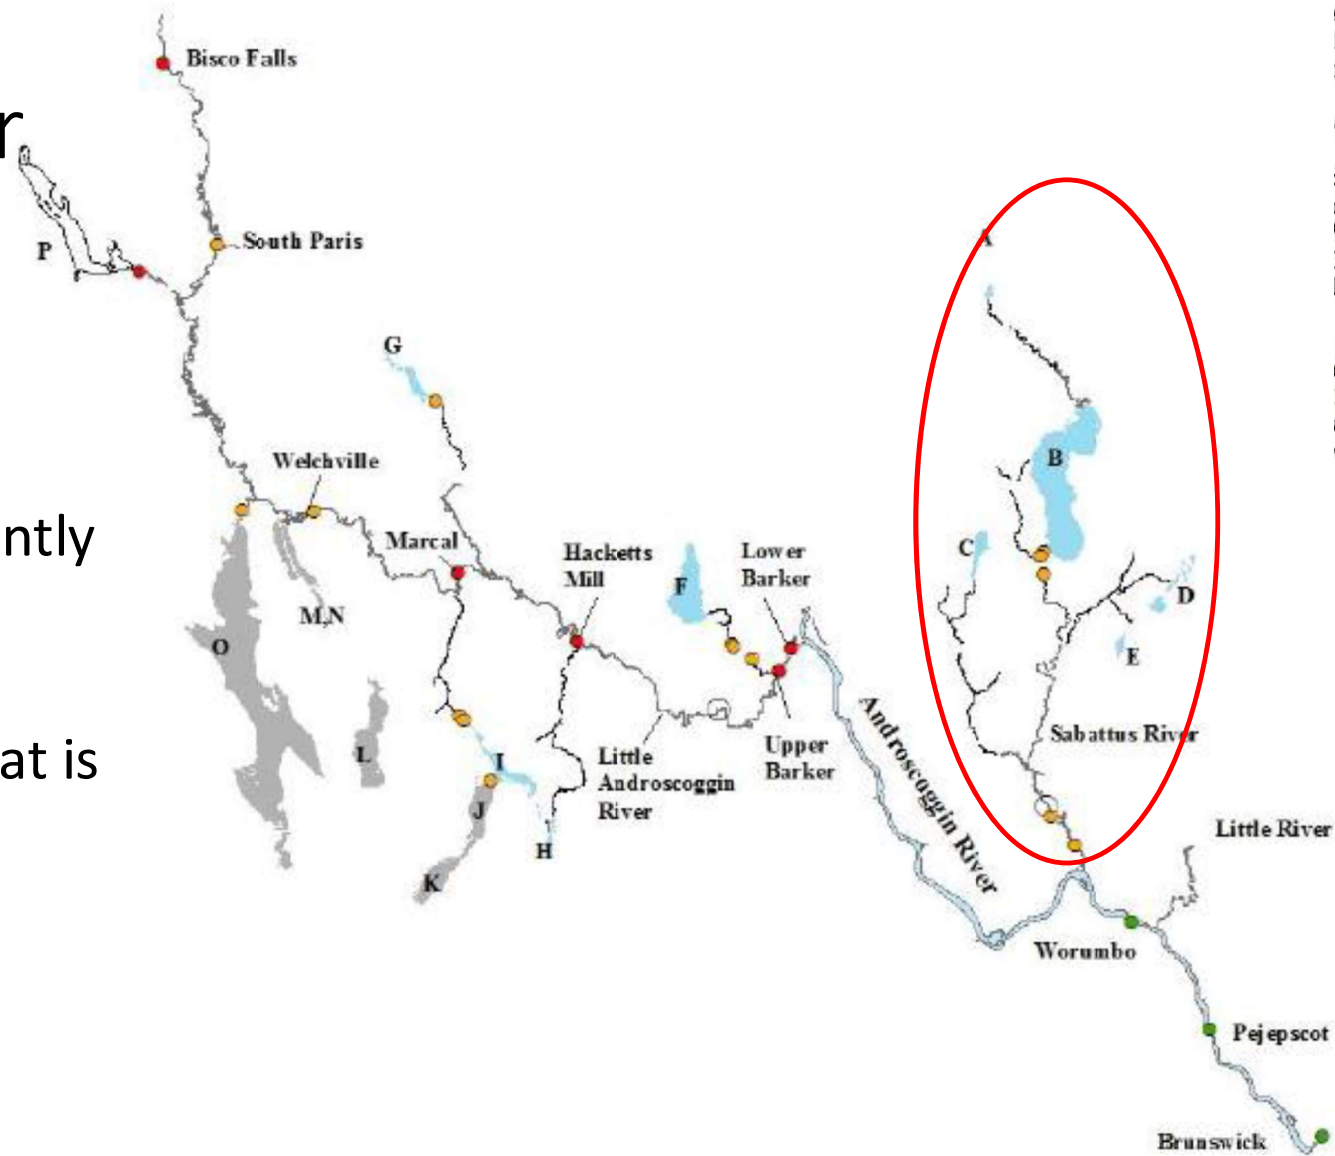 Bisco Falls
r
P
South Paris
A
G
Welchville
B
ntly
Marcal
Hacketts
Mill
Lower
Barker
C
F
D
M,N
O
E
at is
L
I
Little
Androscoggin
River
Upper
Barker
Androscoggin River
Sabattus River
J
H
K
Little River
Worumbo
Pejepscot
Brunswick